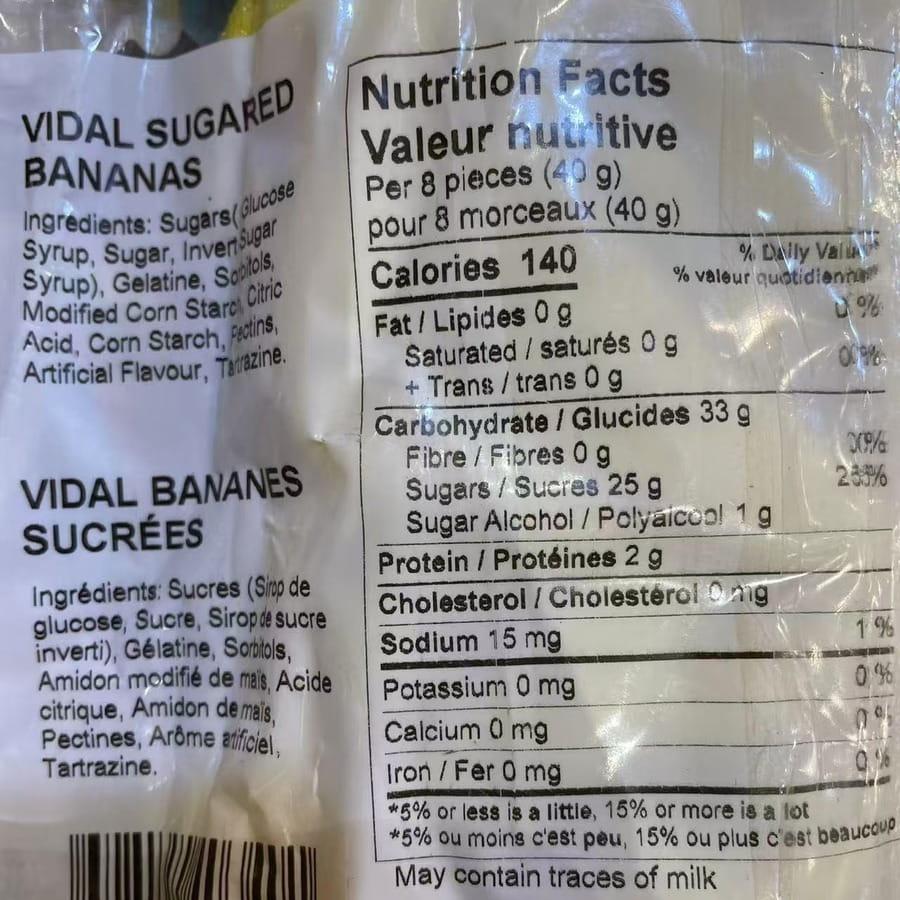 VIDAL SUGARED
BANANAS
Ingredients: Sugars(Glucose
Syrup, Sugar, Invert Sugar
Syrup), Gelatine, Sorbitols,
Modified Corn Starch, Citric
Acid, Corn Starch, Pectins,
Artificial Flavour, Tartrazine.
VIDAL BANANES
SUCRÉES
Ingrédients: Sucres (Sirop de
glucose, Sucre, Sirop de sucre
inverti), Gélatine, Sorbitols,
Amidon modifié de maïs, Acide
citrique, Amidon de maïs,
Pectines, Arôme artificiel,
Tartrazine.
Nutrition Facts
Valeur nutritive
Per 8 pieces (40 g)
pour 8 morceaux (40 g)
Calories 140
% Daily Value*
% valeur quotidienne*
Fat / Lipides 0 g 0 %
Saturated / saturés 0 g
+ Trans / trans 0 g
Carbohydrate / Glucides 33 g
Fibre / Fibres 0 g
Sugars / Sucres 25 g
Sugar Alcohol / Polyalcool 1 g
Protein / Protéines 2 g
Cholesterol / Cholestérol 0 mg
Sodium 15 mg 1 %
Potassium 0 mg 0 %
Calcium 0 mg 0 %
Iron / Fer 0 mg 0 %
*5% or less is a little, 15% or more is a lot
*5% ou moins c'est peu, 15% ou plus c'est beaucoup
May contain traces of milk